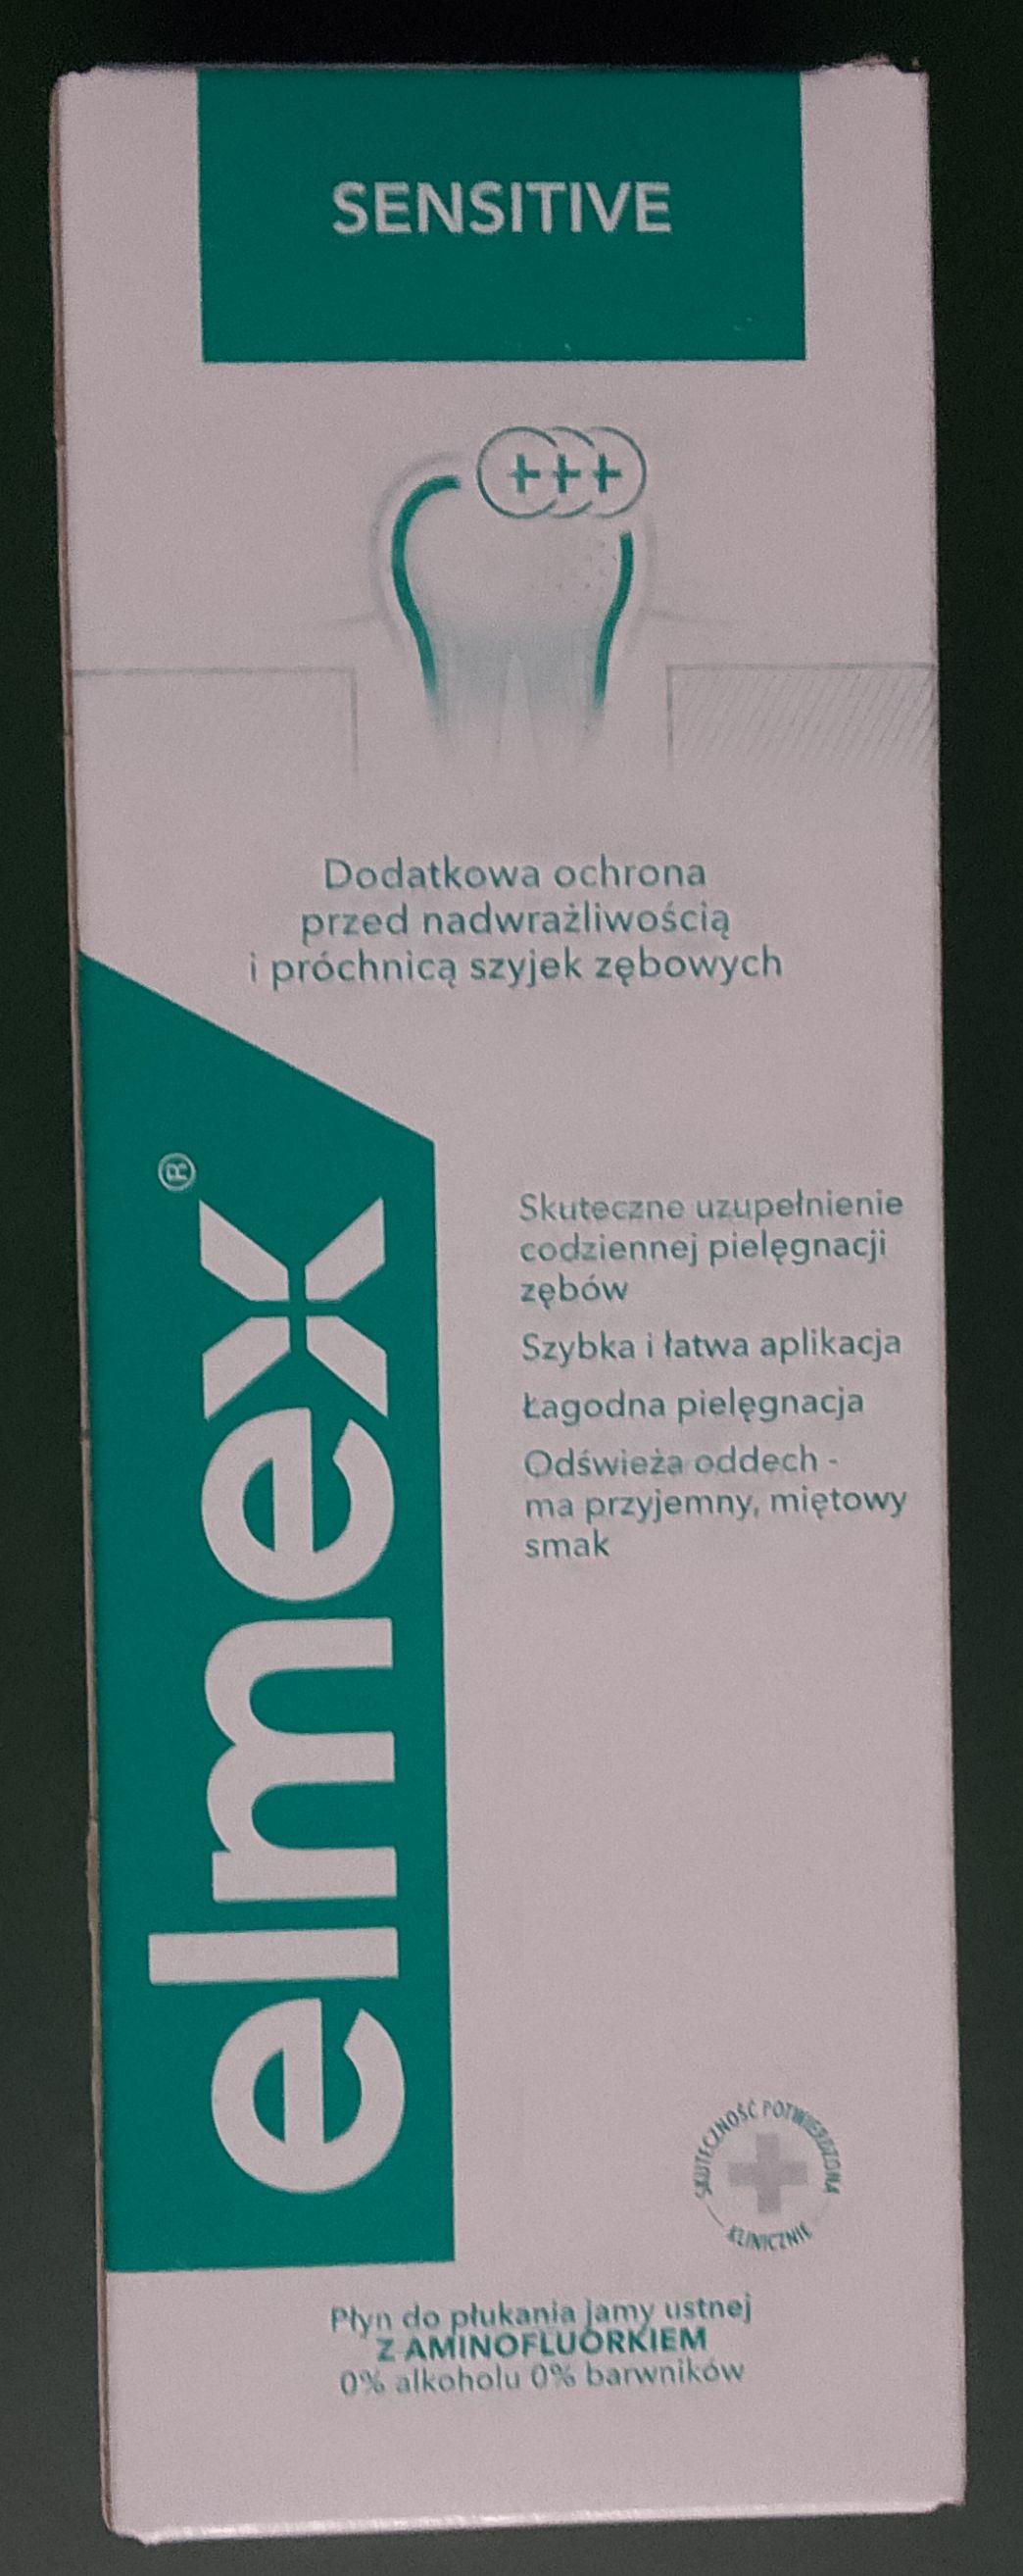 SENSITIVE
+++
Dodatkowa ochrona
przed nadwrażliwością
i próchnicą szyjek zębowych
elmex®
Skuteczne uzupełnienie
codziennej pielęgnacji
zębów
Szybka i łatwa aplikacja
Łagodna pielęgnacja
Odświeża oddech -
ma przyjemny, miętowy
smak
SKUTECZNOŚĆ POTWIERDZONA
KLINICZNIE
Płyn do płukania jamy ustnej
Z AMINOFLUORKIEM
0% alkoholu 0% barwników